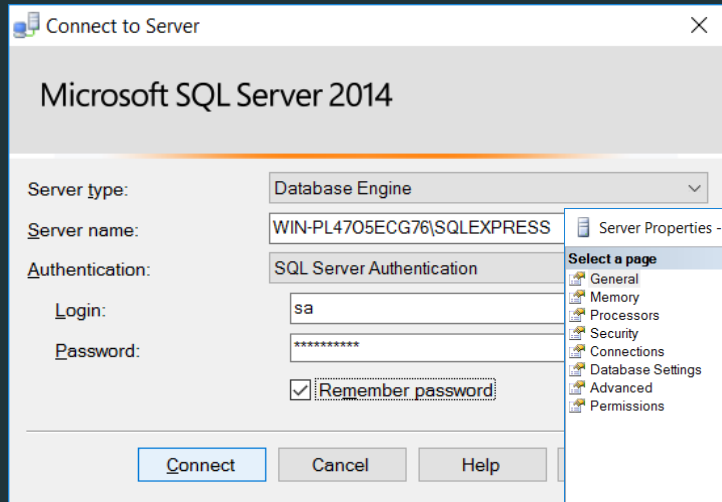 Connect to Server
Microsoft SQL Server 2014
Server type:
Database Engine
Server name:
WIN-PL47O5ECG76\SQLEXPRESS
Authentication:
SQL Server Authentication
Login:
sa
Password:
**********
Remember password
Connect
Cancel
Help
Server Properties -
Select a page
General
Memory
Processors
Security
Connections
Database Settings
Advanced
Permissions